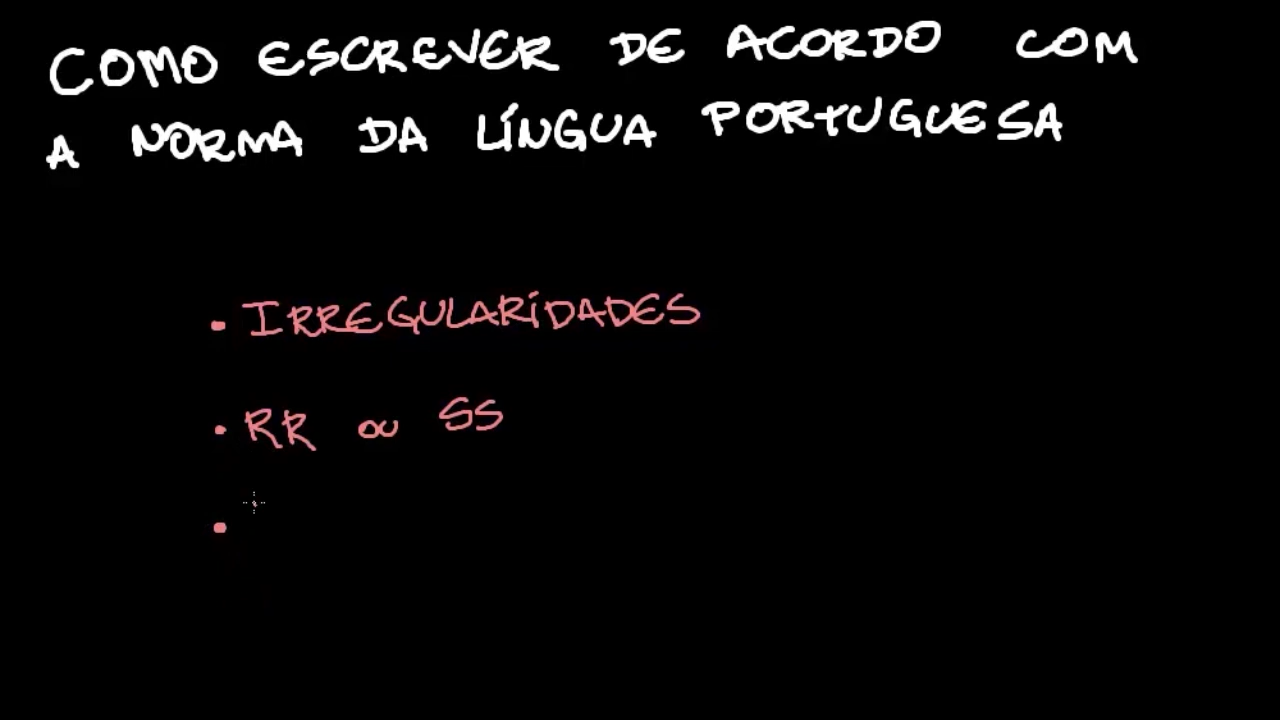 COMO ESCREVER DE ACORDO COM
A NORMA DA LÍNGUA PORTUGUESA
• IRREGULARIDADES
• RR OU SS
•